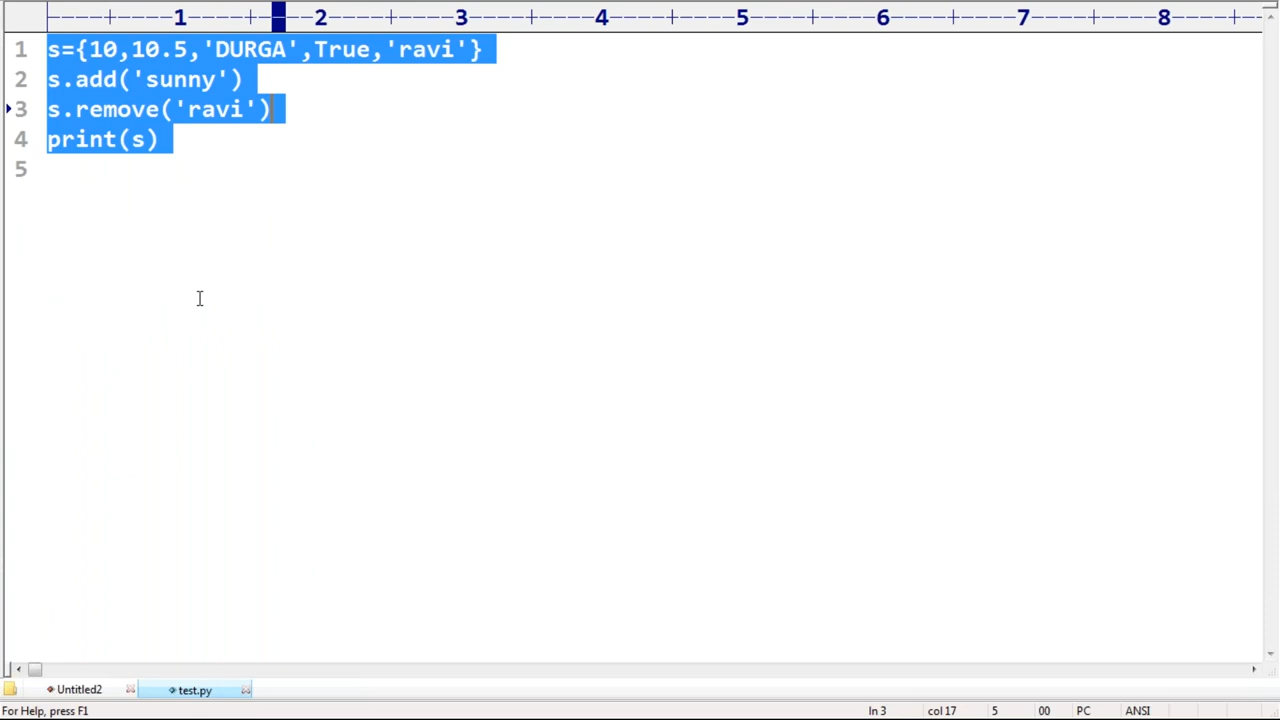 1 2 3 4 5 6 7 8
1 s={10,10.5,'DURGA',True,'ravi'}
2 s.add('sunny')
3 s.remove('ravi')
4 print(s)
5
Untitled2 test.py
For Help, press F1 ln 3 col 17 5 00 PC ANSI